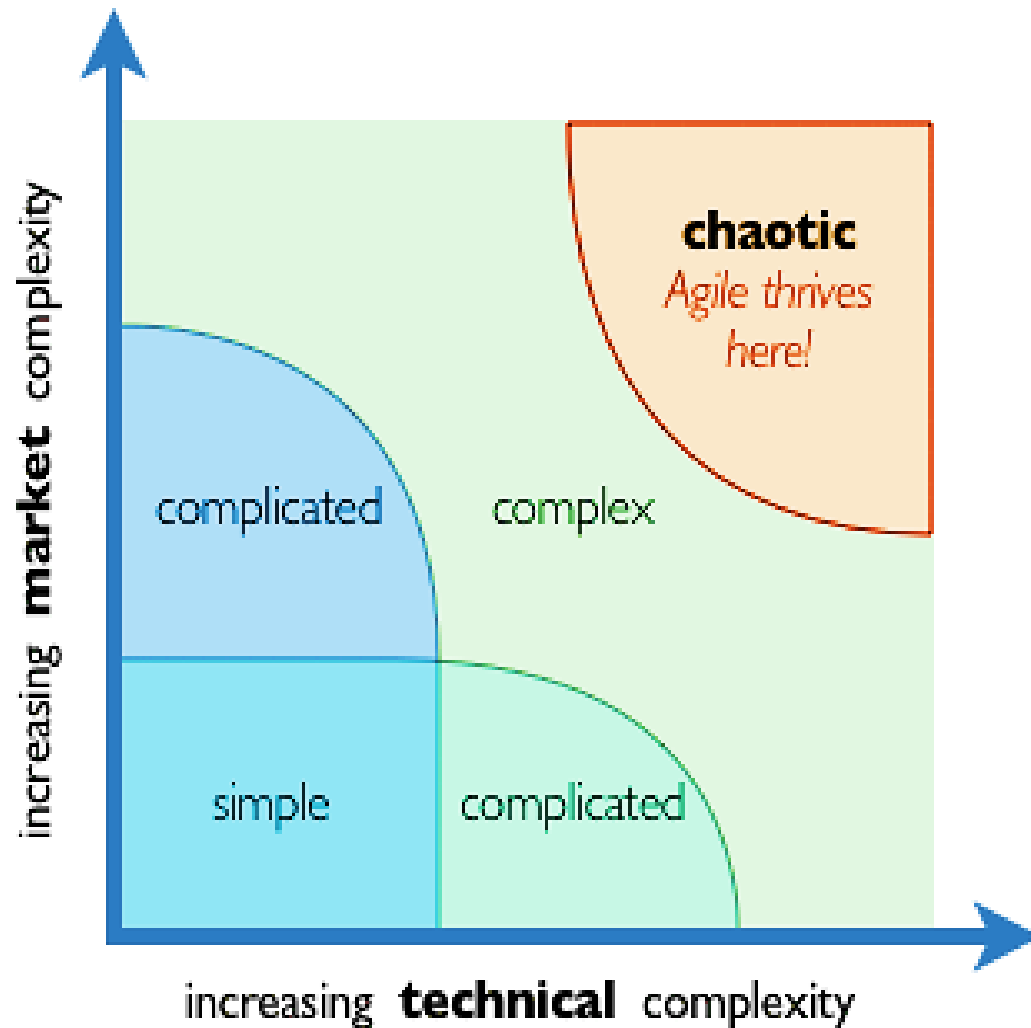 increasing market complexity
chaotic
Agile thrives
here!
complicated
complex
simple
complicated
increasing technical complexity